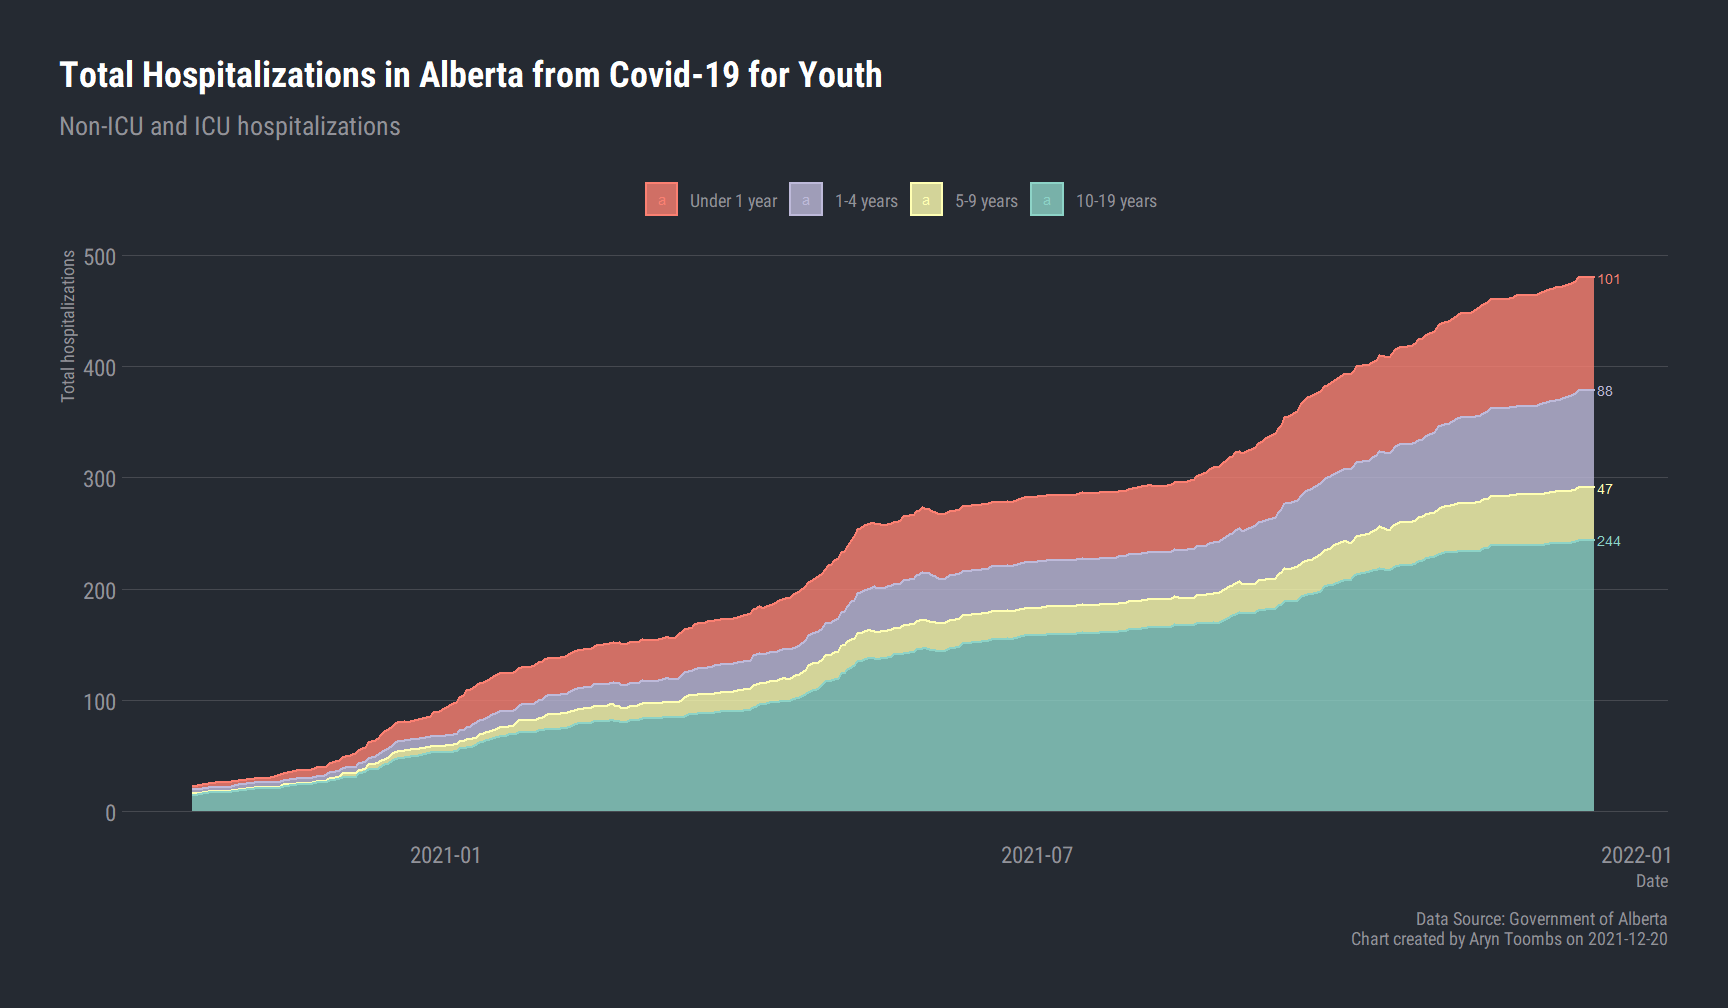 Total Hospitalizations in Alberta from Covid-19 for Youth
Non-ICU and ICU hospitalizations
a Under 1 year a 1-4 years a 5-9 years a 10-19 years
Total hospitalizations
500
400
300
200
100
0
101
88
47
244
2021-01 2021-07 2022-01
Date
Data Source: Government of Alberta
Chart created by Aryn Toombs on 2021-12-20